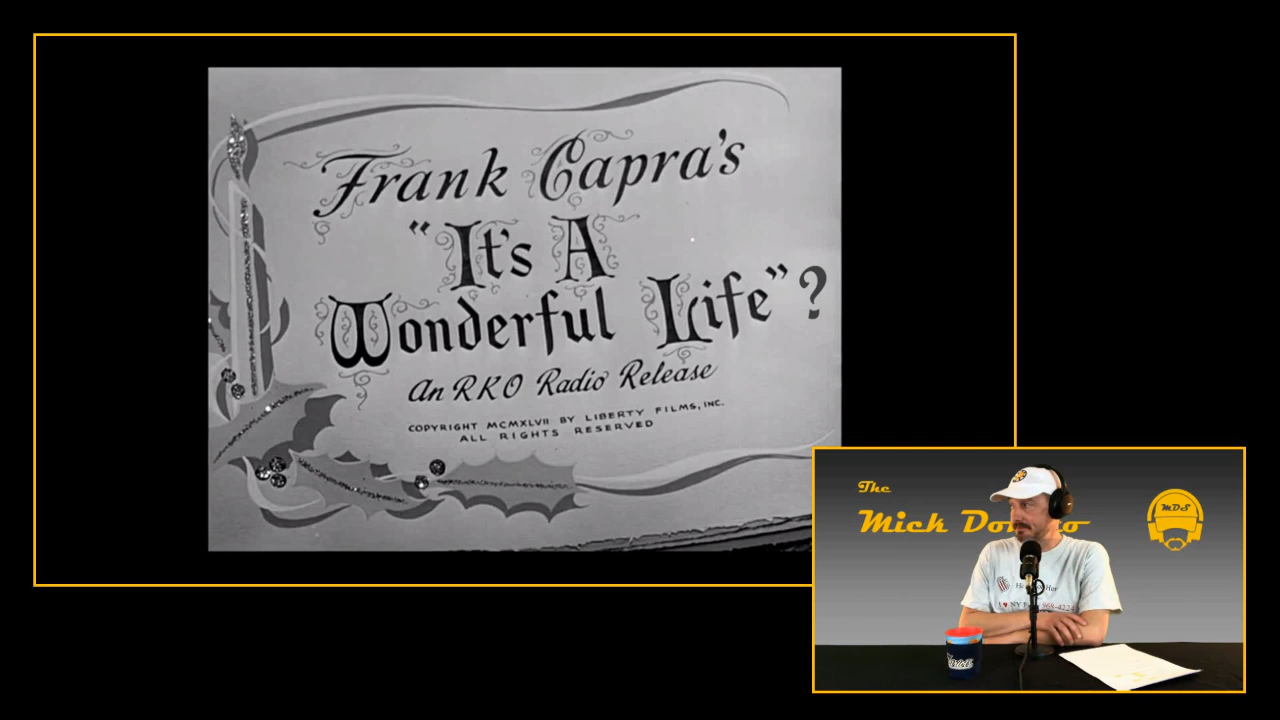 Frank Capra's
"It's A
Wonderful Life"?
An RKO Radio Release
COPYRIGHT MCMXLVII BY LIBERTY FILMS, INC.
ALL RIGHTS RESERVED
The
Mick
MDS
I ♥ NY